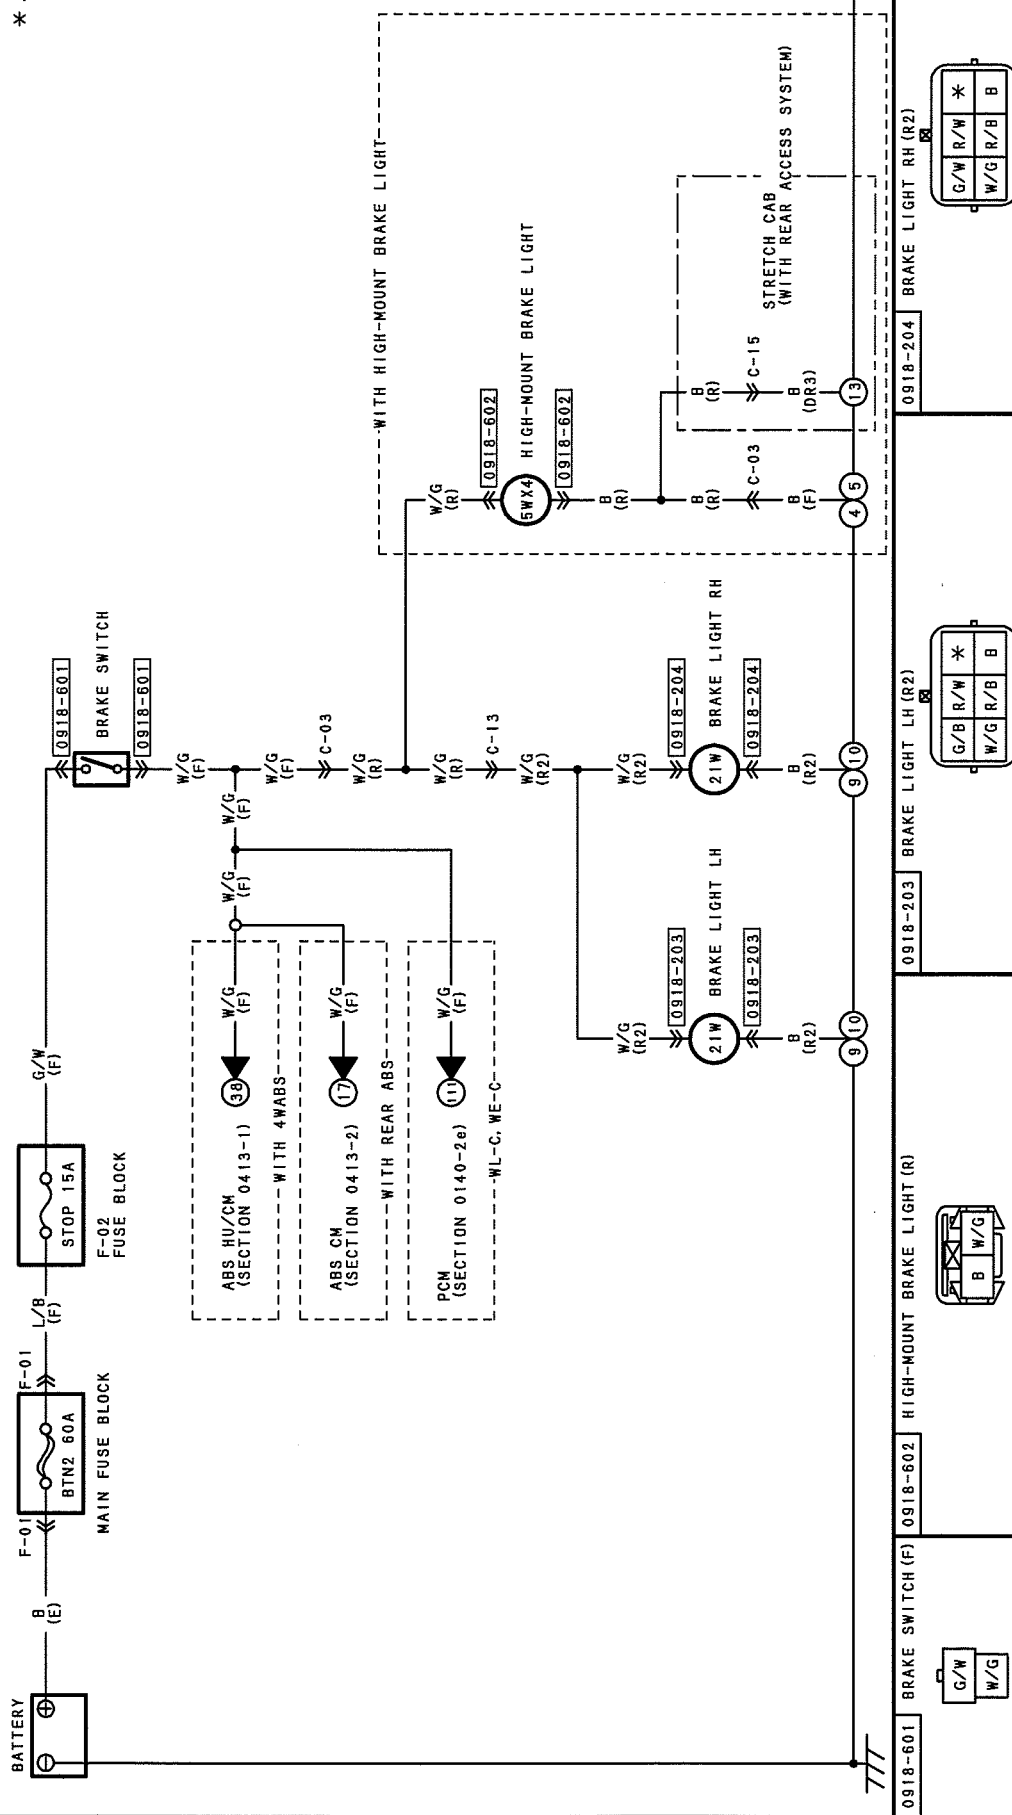 *
BATTERY
B
(E)
F-01
BTN2 60A
MAIN FUSE BLOCK
F-01
L/B
(F)
STOP 15A
F-02
FUSE BLOCK
G/W
(F)
0918-601
BRAKE SWITCH
0918-601
W/G
(F)
W/G
(F)
C-03
W/G
(R)
W/G
(R)
C-13
W/G
(R2)
W/G
(R2)
0918-204
21W
BRAKE LIGHT RH
0918-204
B
(R2)
9
10
W/G
(F)
W/G
(F)
W/G
(F)
38
ABS HU/CM
(SECTION 0413-1)
WITH 4WABS
W/G
(F)
17
ABS CM
(SECTION 0413-2)
WITH REAR ABS
W/G
(F)
111
PCM
(SECTION 0140-2e)
WL-C, WE-C
W/G
(R2)
0918-203
21W
BRAKE LIGHT LH
0918-203
B
(R2)
9
10
WITH HIGH-MOUNT BRAKE LIGHT
W/G
(R)
0918-602
5WX4
HIGH-MOUNT BRAKE LIGHT
0918-602
B
(R)
B
(R)
C-03
B
(F)
4
5
B
(R)
C-15
B
(DR3)
13
STRETCH CAB
(WITH REAR ACCESS SYSTEM)
0918-601
BRAKE SWITCH (F)
G/W
W/G
0918-602
HIGH-MOUNT BRAKE LIGHT (R)
B
W/G
0918-203
BRAKE LIGHT LH (R2)
G/B R/W *
W/G R/B B
0918-204
BRAKE LIGHT RH (R2)
G/W R/W *
W/G R/B B